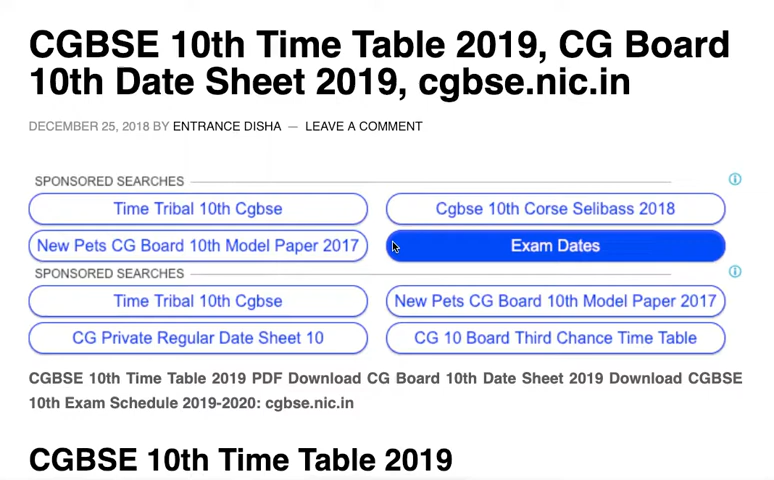 CGBSE 10th Time Table 2019, CG Board
10th Date Sheet 2019, cgbse.nic.in
DECEMBER 25, 2018 BY ENTRANCE DISHA — LEAVE A COMMENT
SPONSORED SEARCHES
Time Tribal 10th Cgbse
Cgbse 10th Corse Selibass 2018
New Pets CG Board 10th Model Paper 2017
Exam Dates
SPONSORED SEARCHES
Time Tribal 10th Cgbse
New Pets CG Board 10th Model Paper 2017
CG Private Regular Date Sheet 10
CG 10 Board Third Chance Time Table
CGBSE 10th Time Table 2019 PDF Download CG Board 10th Date Sheet 2019 Download CGBSE
10th Exam Schedule 2019-2020: cgbse.nic.in
CGBSE 10th Time Table 2019